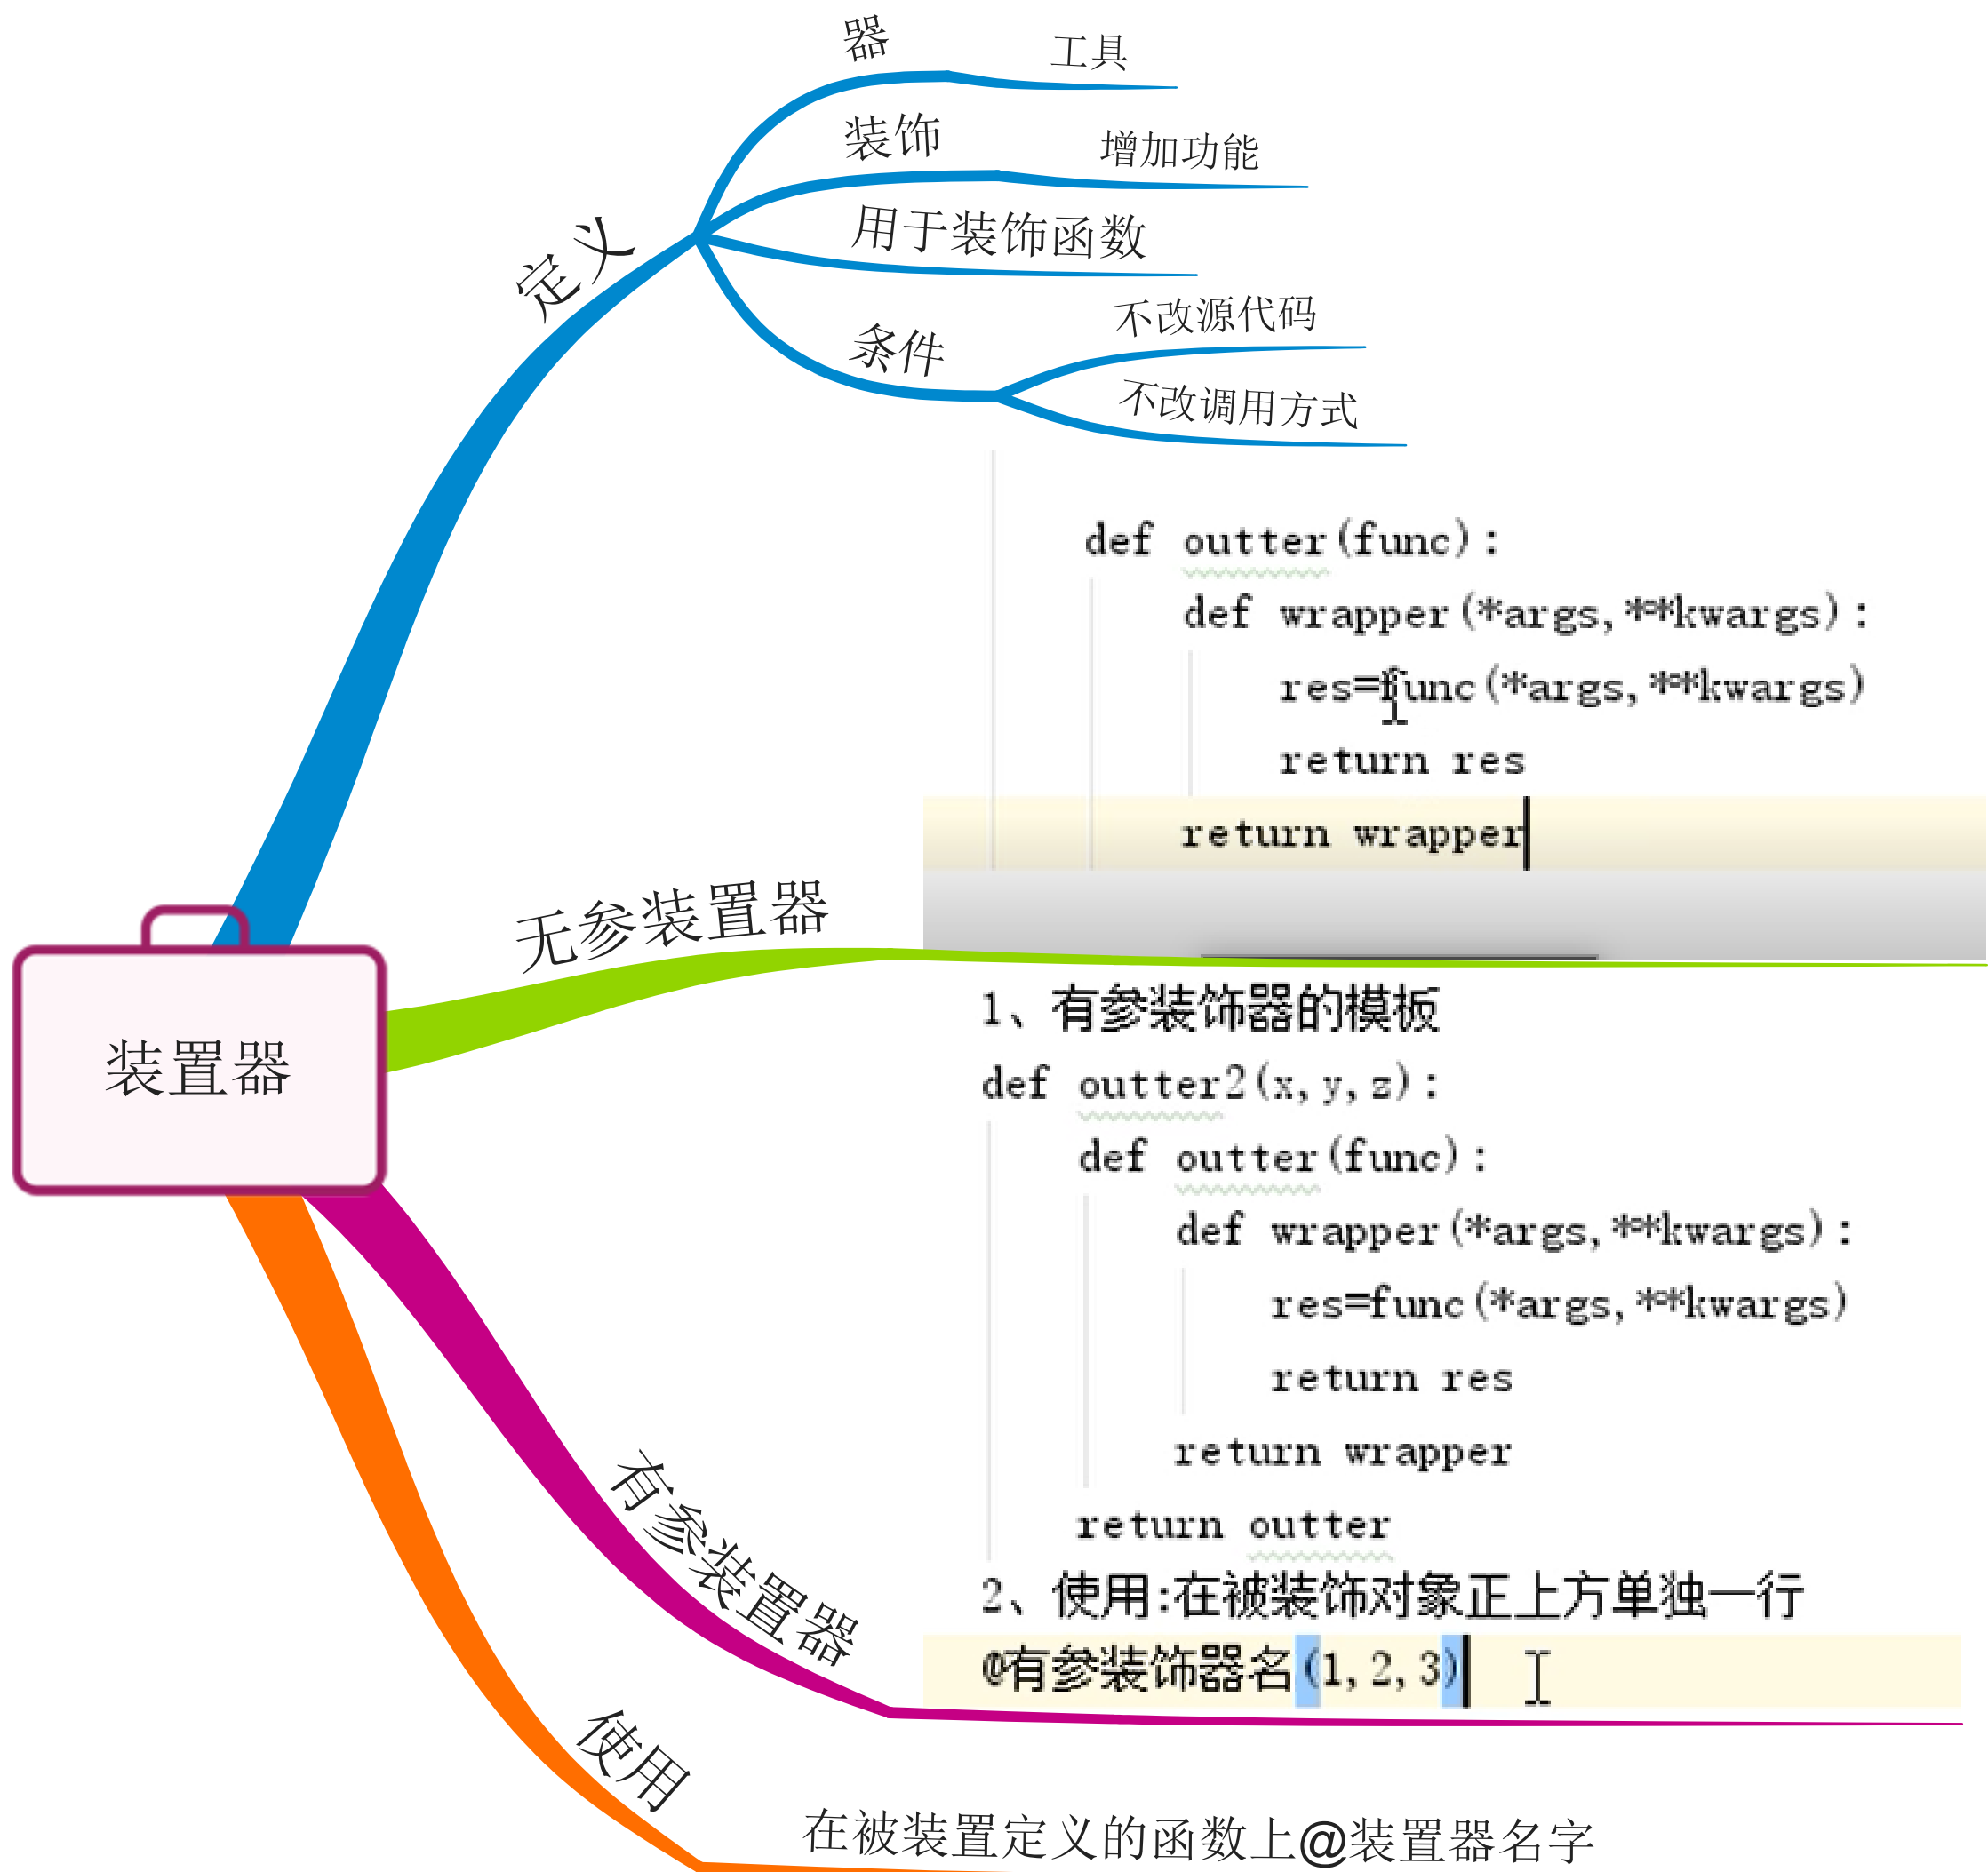 器
工具
装饰
增加功能
用于装饰函数
定义
条件
不改源代码
不改调用方式
def outter(func):
def wrapper(*args,**kwargs):
res=func(*args,**kwargs)
return res
return wrapper
无参装置器
装置器
1、有参装饰器的模板
def outter2(x,y,z):
def outter(func):
def wrapper(*args,**kwargs):
res=func(*args,**kwargs)
return res
return wrapper
return outter
2、使用:在被装饰对象正上方单独一行
@有参装饰器名(1,2,3)
有参装置器
使用
在被装置定义的函数上@装置器名字